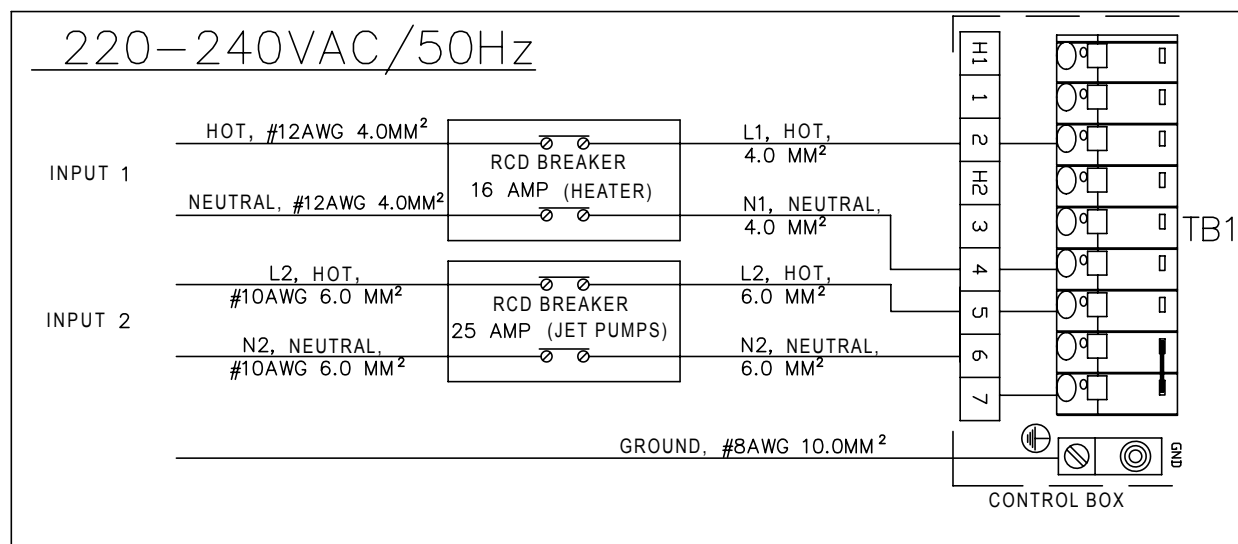 220-240VAC/50Hz
INPUT 1
HOT, #12AWG 4.0MM²
NEUTRAL, #12AWG 4.0MM²
RCD BREAKER
16 AMP (HEATER)
L1, HOT,
4.0 MM²
N1, NEUTRAL,
4.0 MM²
INPUT 2
L2, HOT,
#10AWG 6.0 MM²
N2, NEUTRAL,
#10AWG 6.0 MM²
RCD BREAKER
25 AMP (JET PUMPS)
L2, HOT,
6.0 MM²
N2, NEUTRAL,
6.0 MM²
GROUND, #8AWG 10.0MM²
H1
1
2
H2
3
4
5
6
7
TB1
GND
CONTROL BOX